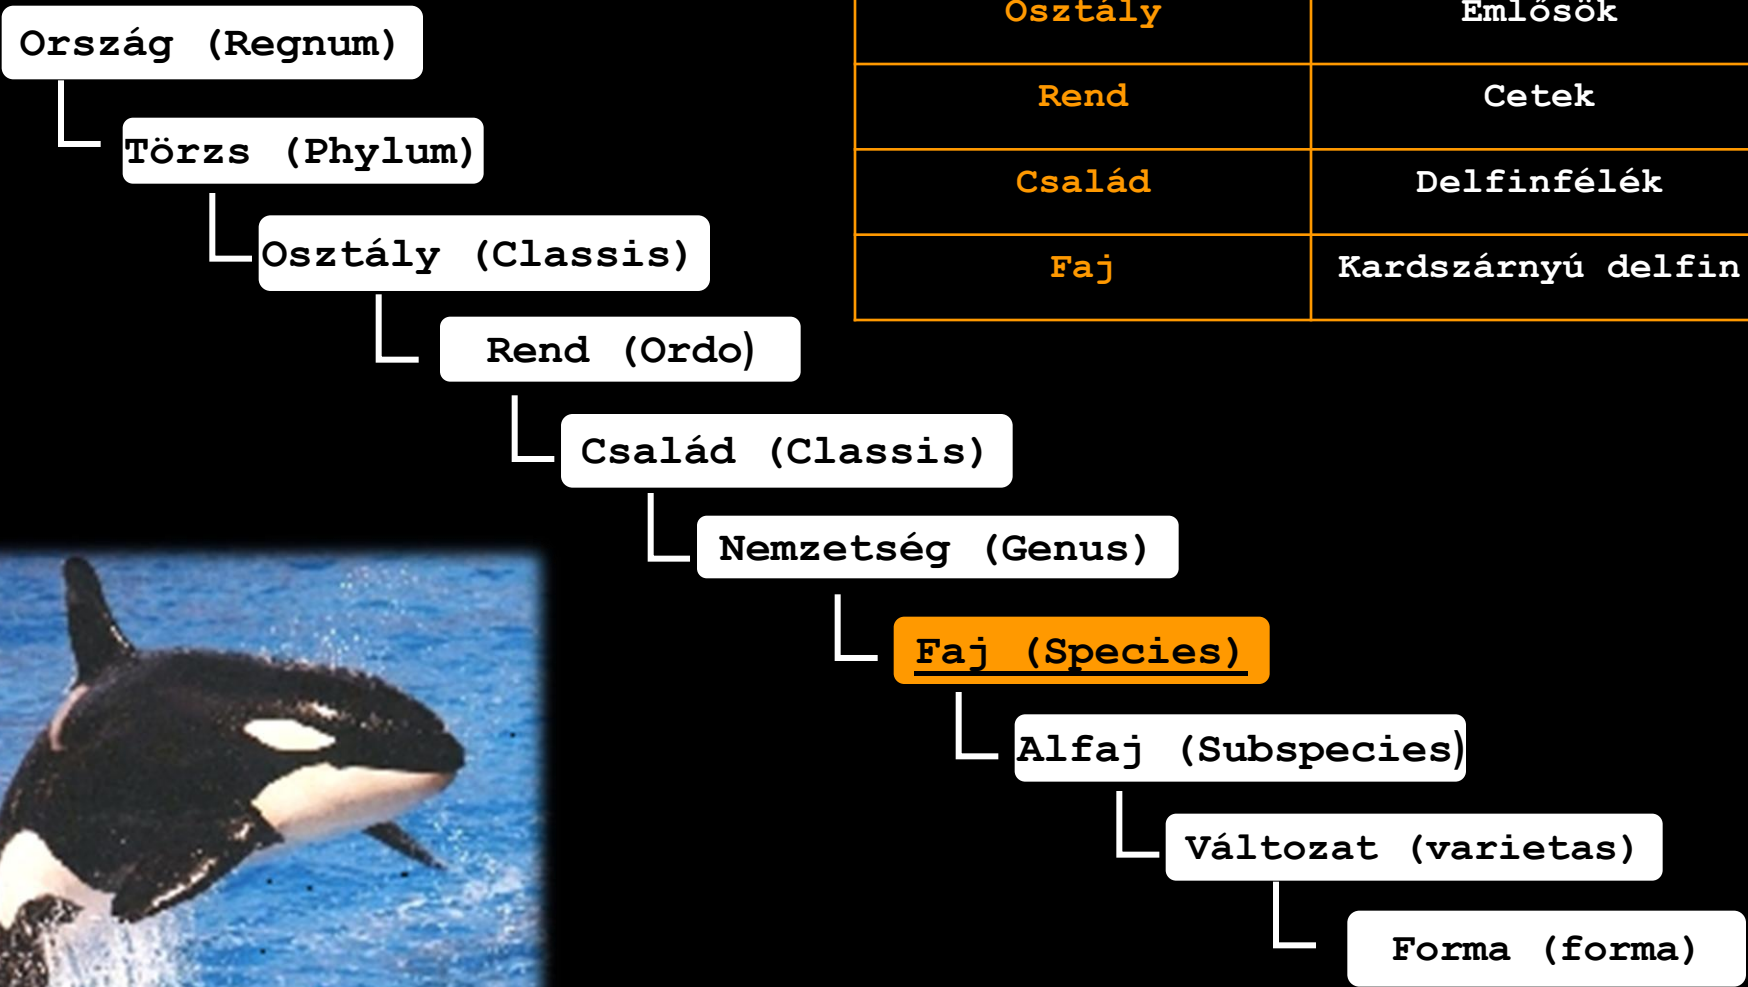 Ország (Regnum)
Törzs (Phylum)
Osztály (Classis)
Rend (Ordo)
Család (Classis)
Nemzetség (Genus)
Faj (Species)
Alfaj (Subspecies)
Változat (varietas)
Forma (forma)
Osztály Emlősök
Rend Cetek
Család Delfinfélék
Faj Kardszárnyú delfin